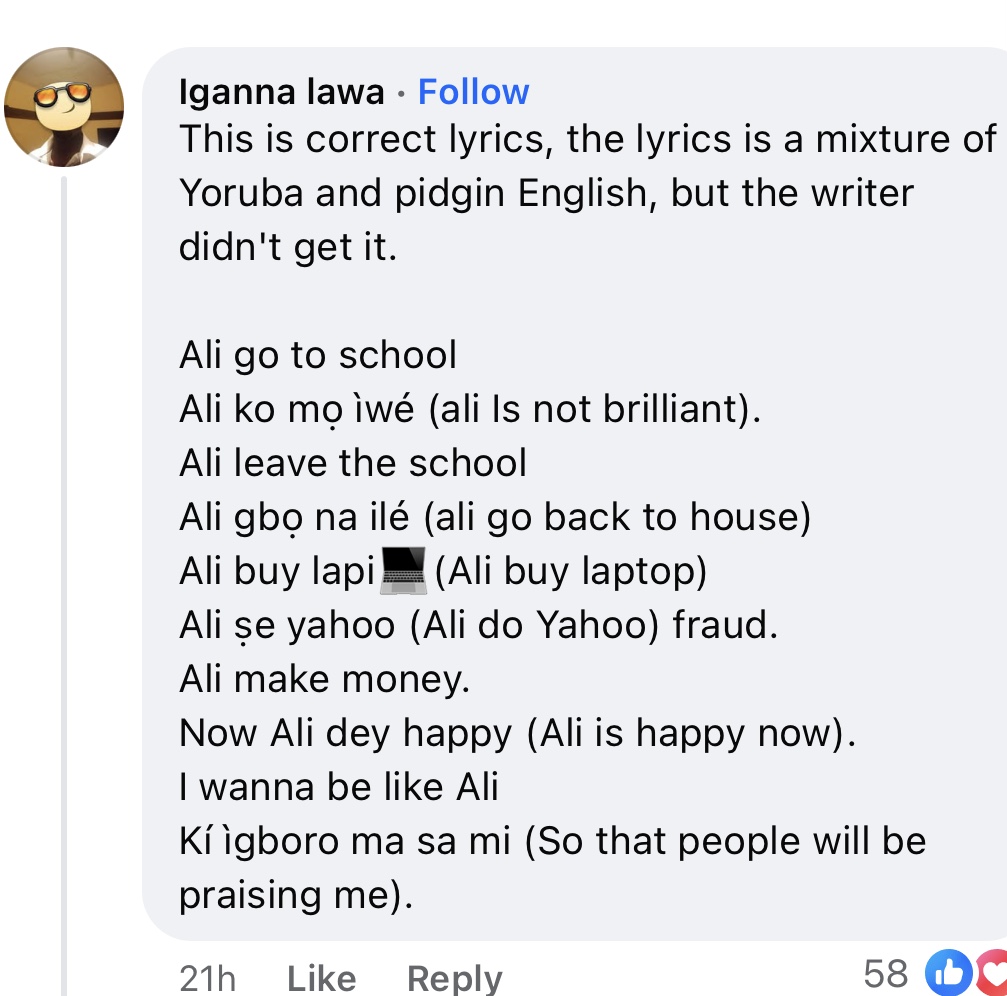 Iganna lawa · Follow
This is correct lyrics, the lyrics is a mixture of
Yoruba and pidgin English, but the writer
didn't get it.
Ali go to school
Ali ko mọ ìwé (ali Is not brilliant).
Ali leave the school
Ali gbọ na ilé (ali go back to house)
Ali buy lapi💻(Ali buy laptop)
Ali ṣe yahoo (Ali do Yahoo) fraud.
Ali make money.
Now Ali dey happy (Ali is happy now).
I wanna be like Ali
Kí ìgboro ma sa mi (So that people will be
praising me).
21h Like Reply 58